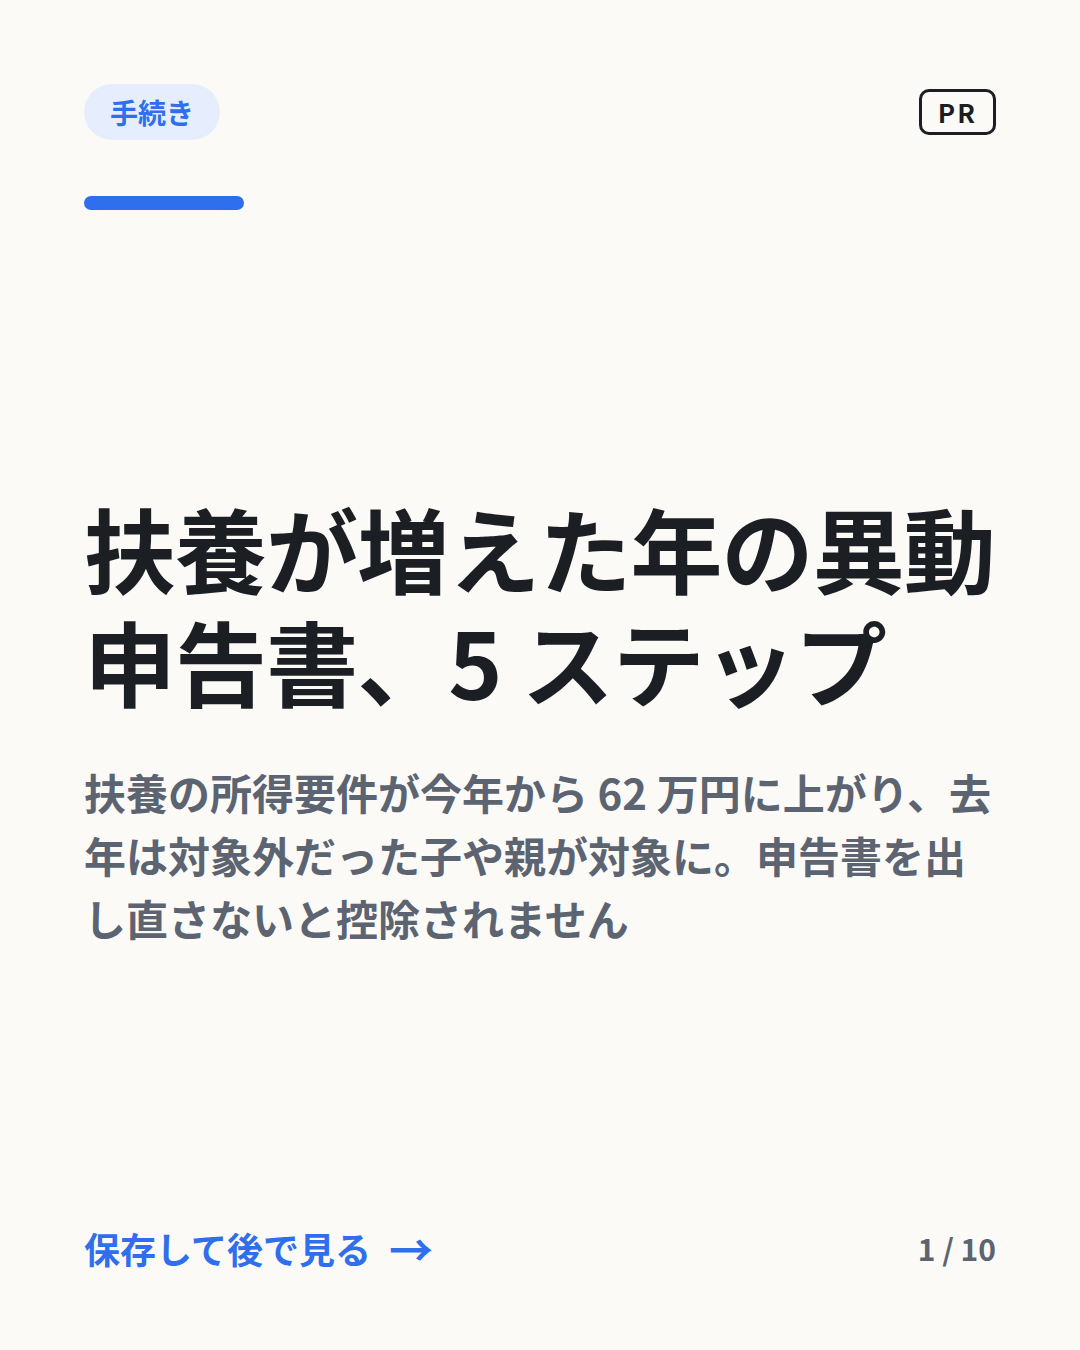 手続き
PR
扶養が増えた年の異動
申告書、5 ステップ
扶養の所得要件が今年から 62 万円に上がり、去
年は対象外だった子や親が対象に。申告書を出
し直さないと控除されません
保存して後で見る →
1 / 10